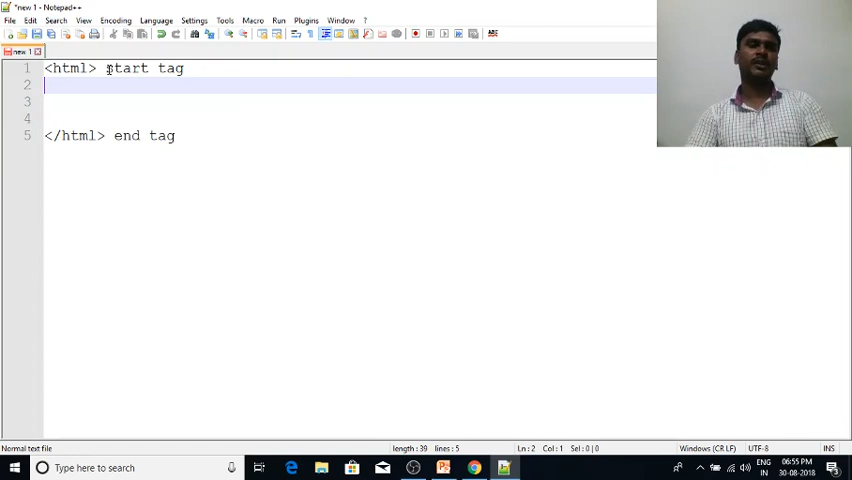 *new 1 - Notepad++
File Edit Search View Encoding Language Settings Tools Macro Run Plugins Window ?
new 1
1 <html> start tag
2
3
4
5 </html> end tag
Normal text file length : 39 lines : 5 Ln : 2 Col : 1 Sel : 0 | 0 Windows (CR LF) UTF-8 INS
Type here to search
ENG 06:55 PM
IN 30-08-2018